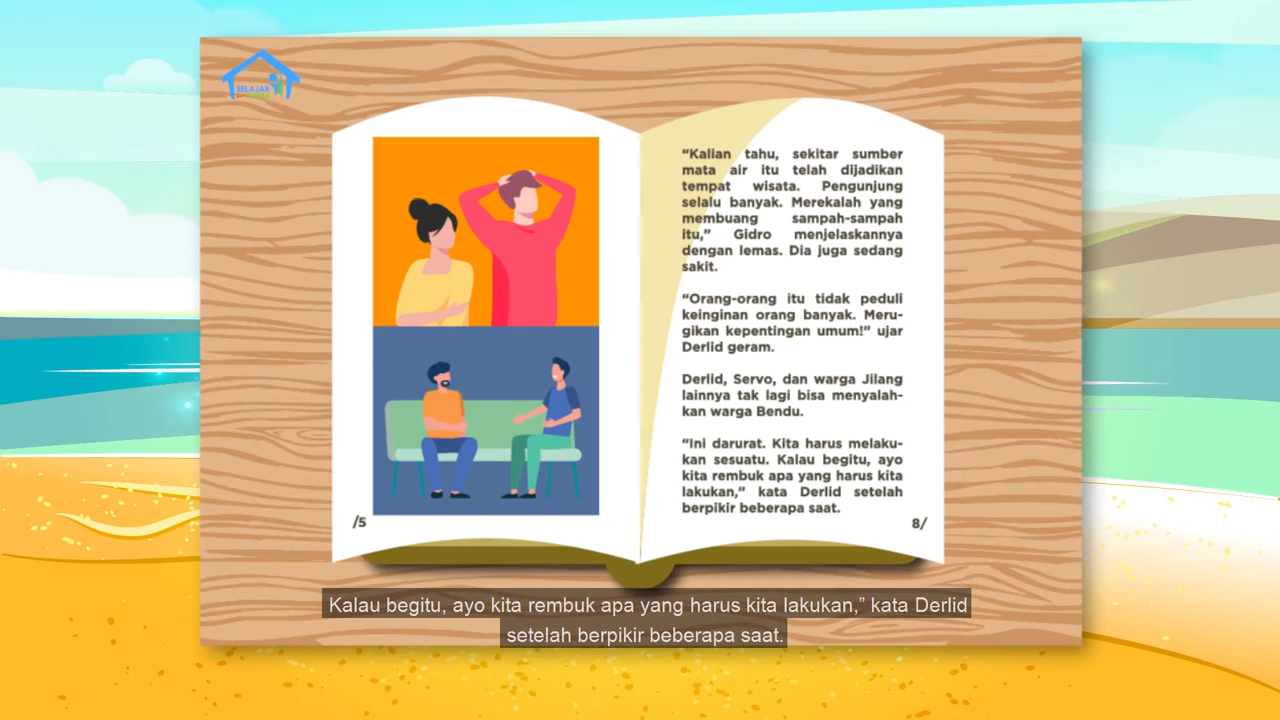 BELAJAR
“Kalian tahu, sekitar sumber
mata air itu telah dijadikan
tempat wisata. Pengunjung
selalu banyak. Merekalah yang
membuang sampah-sampah
itu,” Gidro menjelaskannya
dengan lemas. Dia juga sedang
sakit.
“Orang-orang itu tidak peduli
keinginan orang banyak. Meru-
gikan kepentingan umum!” ujar
Derlid geram.
Derlid, Servo, dan warga Jilang
lainnya tak lagi bisa menyalah-
kan warga Bendu.
“Ini darurat. Kita harus melaku-
kan sesuatu. Kalau begitu, ayo
kita rembuk apa yang harus kita
lakukan,” kata Derlid setelah
berpikir beberapa saat.
/5
8/
Kalau begitu, ayo kita rembuk apa yang harus kita lakukan,” kata Derlid
setelah berpikir beberapa saat.